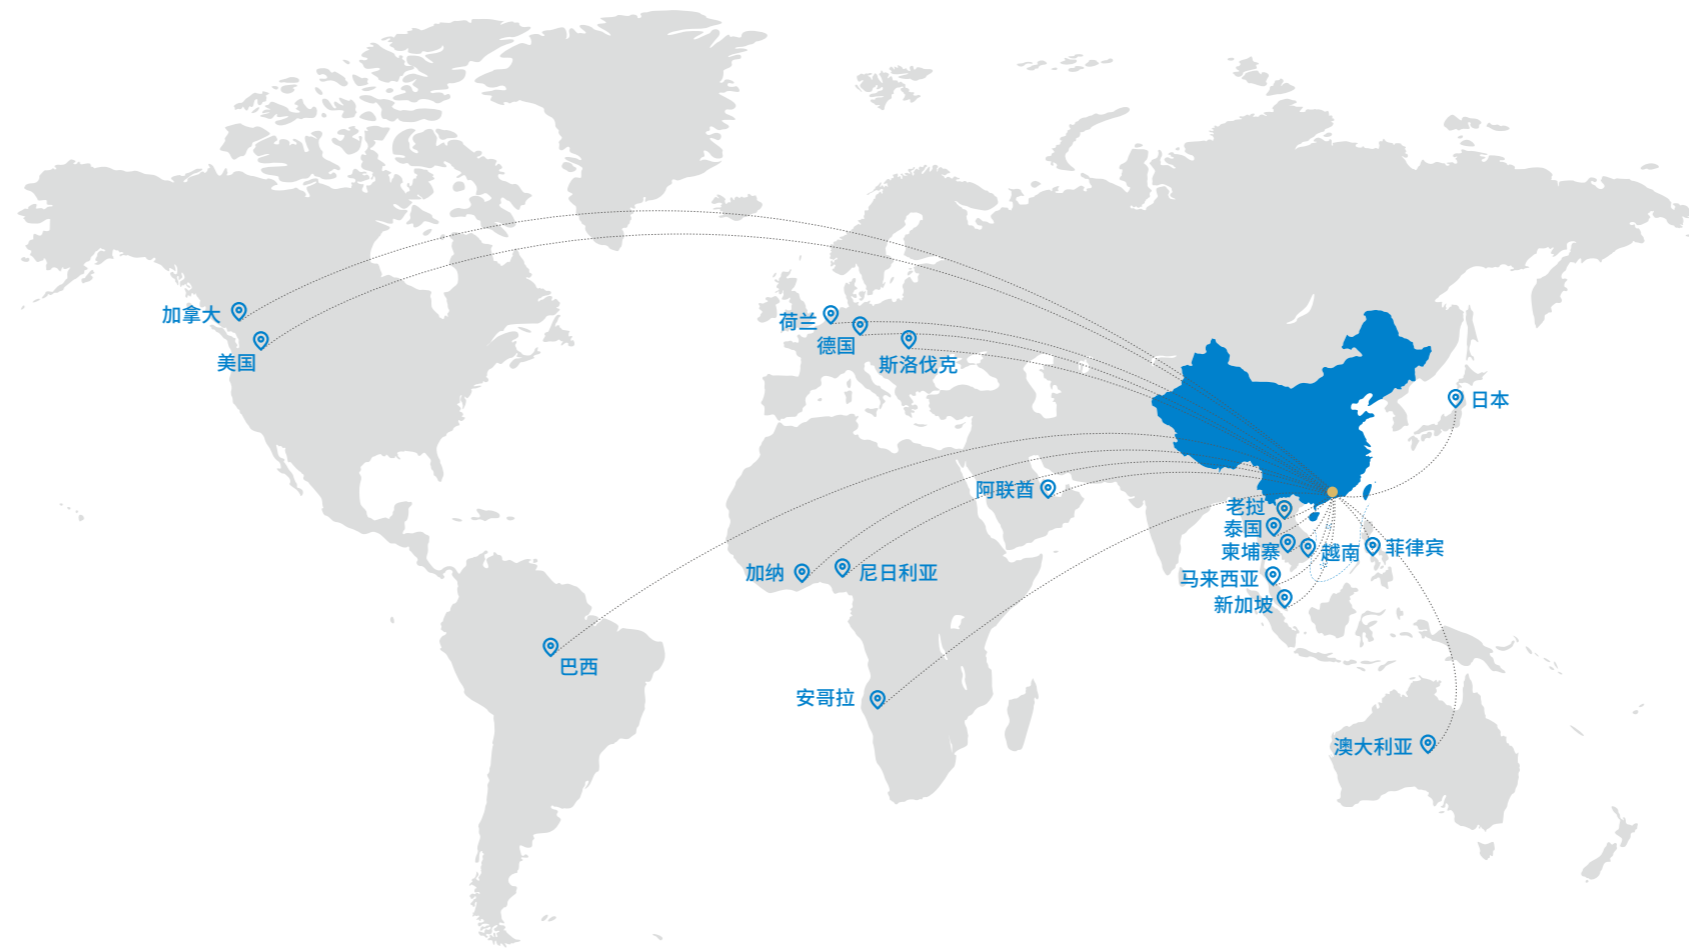 加拿大
美国
荷兰
德国
斯洛伐克
日本
阿联酋
老挝
泰国
柬埔寨
越南
菲律宾
马来西亚
新加坡
加纳
尼日利亚
巴西
安哥拉
澳大利亚